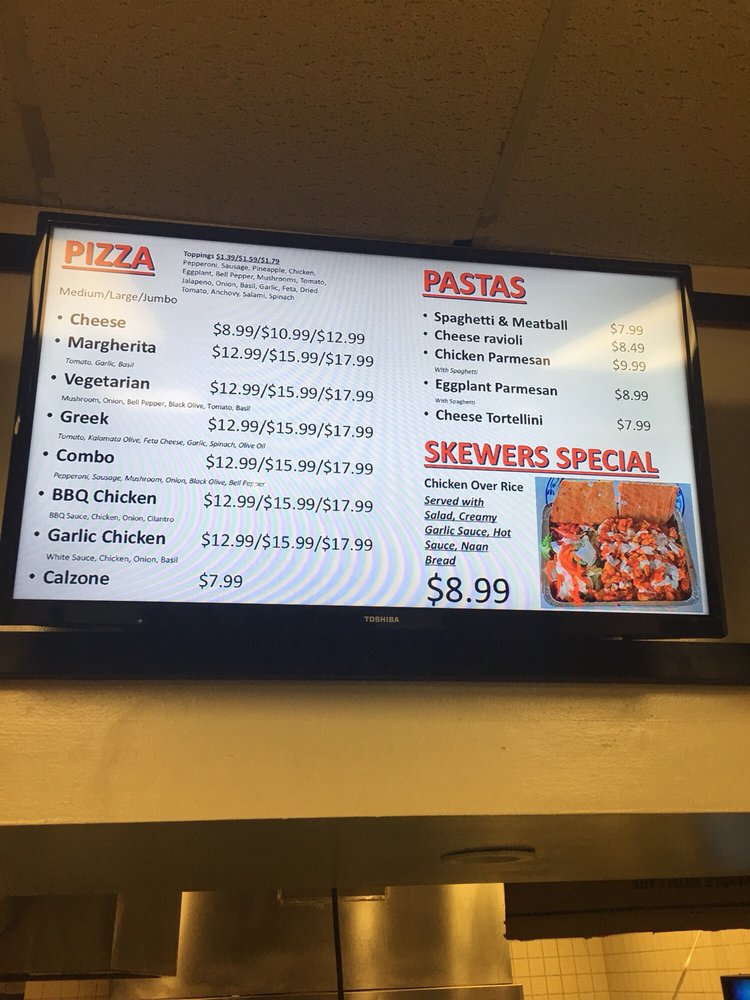 PIZZA
Toppings $1.39/$1.59/$1.79
Pepperoni, Sausage, Pineapple, Chicken,
Eggplant, Bell Pepper, Mushrooms, Tomato,
Jalapeno, Onion, Basil, Garlic, Feta, Dried
Tomato, Anchovy, Salami, Spinach
Medium/Large/Jumbo
• Cheese $8.99/$10.99/$12.99
• Margherita $12.99/$15.99/$17.99
Tomato, Garlic, Basil
• Vegetarian $12.99/$15.99/$17.99
Mushroom, Onion, Bell Pepper, Black Olive, Tomato, Basil
• Greek $12.99/$15.99/$17.99
Tomato, Kalamata Olive, Feta Cheese, Garlic, Spinach, Olive Oil
• Combo $12.99/$15.99/$17.99
Pepperoni, Sausage, Mushroom, Onion, Black Olive, Bell Pepper
• BBQ Chicken $12.99/$15.99/$17.99
BBQ Sauce, Chicken, Onion, Cilantro
• Garlic Chicken $12.99/$15.99/$17.99
White Sauce, Chicken, Onion, Basil
• Calzone $7.99
PASTAS
• Spaghetti & Meatball $7.99
• Cheese ravioli $8.49
• Chicken Parmesan $9.99
With Spaghetti
• Eggplant Parmesan $8.99
With Spaghetti
• Cheese Tortellini $7.99
SKEWERS SPECIAL
Chicken Over Rice
Served with
Salad, Creamy
Garlic Sauce, Hot
Sauce, Naan
Bread
$8.99
TOSHIBA